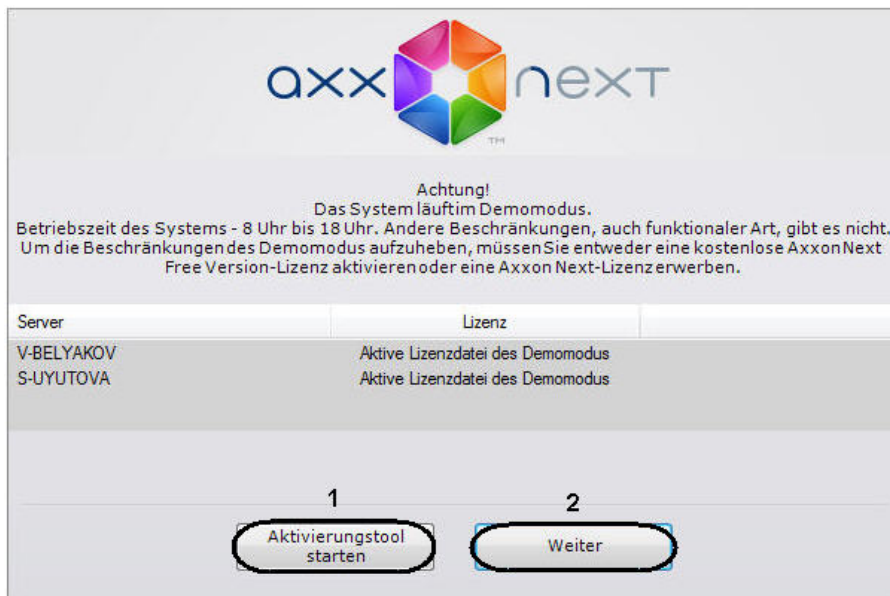 axx next
TM
Achtung!
Das System läuftim Demomodus.
Betriebszeit des Systems - 8 Uhr bis 18 Uhr. Andere Beschränkungen, auch funktionaler Art, gibt es nicht.
Um die Beschränkungen des Demomodus aufzuheben, müssen Sie entweder eine kostenlose Axxon Next
Free Version-Lizenz aktivieren oder eine Axxon Next-Lizenz erwerben.
Server Lizenz
V-BELYAKOV Aktive Lizenzdatei des Demomodus
S-UYUTOVA Aktive Lizenzdatei des Demomodus
1 2
Aktivierungstool
starten
Weiter